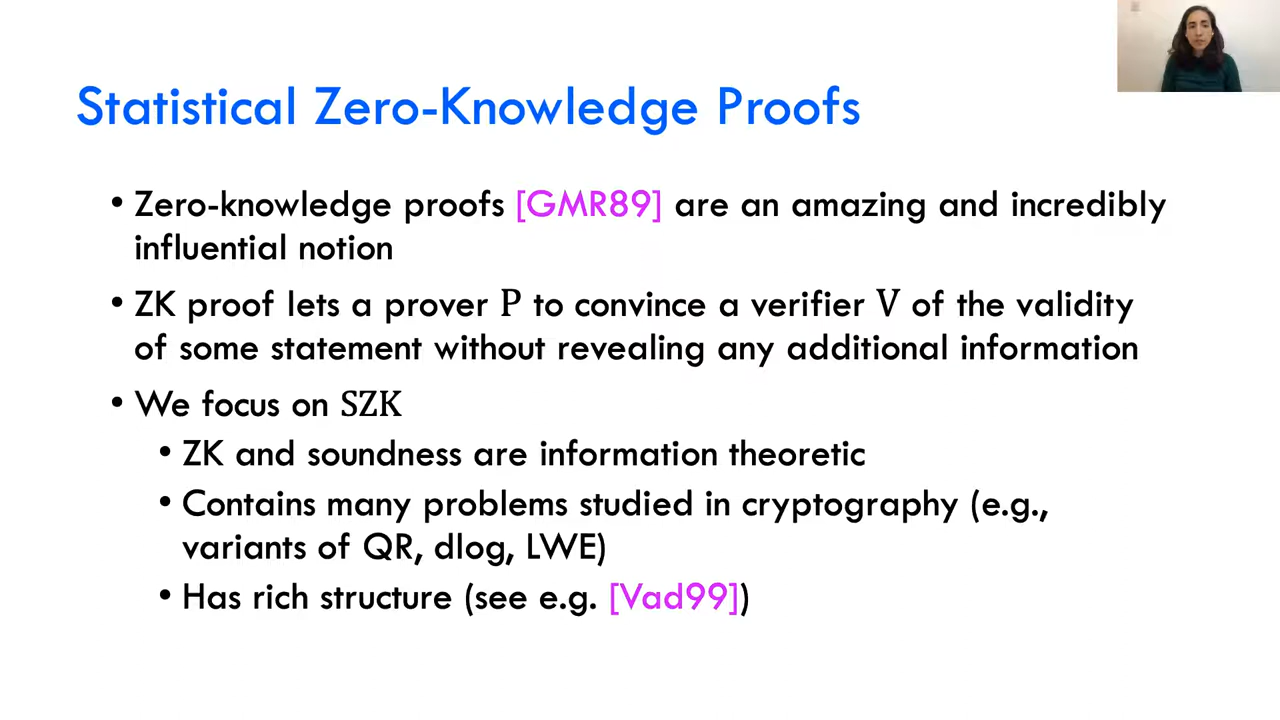 Statistical Zero-Knowledge Proofs
• Zero-knowledge proofs [GMR89] are an amazing and incredibly
influential notion
• ZK proof lets a prover P to convince a verifier V of the validity
of some statement without revealing any additional information
• We focus on SZK
• ZK and soundness are information theoretic
• Contains many problems studied in cryptography (e.g.,
variants of QR, dlog, LWE)
• Has rich structure (see e.g. [Vad99])